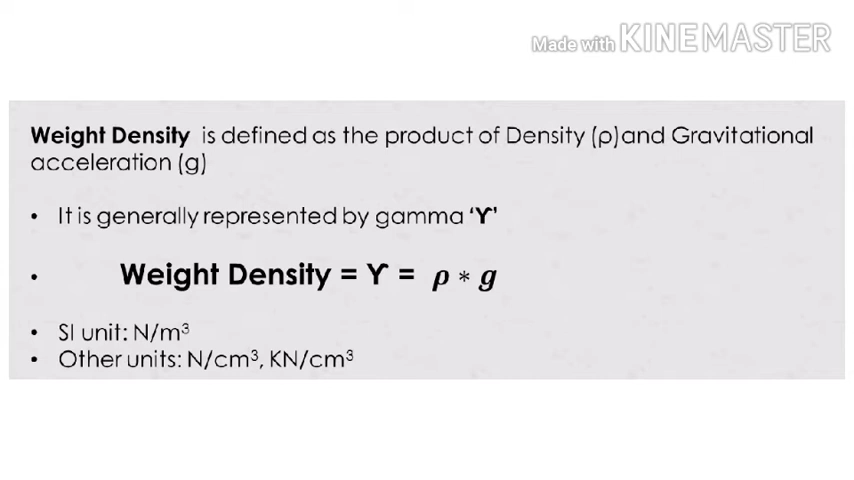 Made with KINEMASTER
Weight Density is defined as the product of Density (ρ)and Gravitational
acceleration (g)
• It is generally represented by gamma ‘ϒ’
• Weight Density = ϒ = ρ * g
• SI unit: N/m³
• Other units: N/cm³, KN/cm³